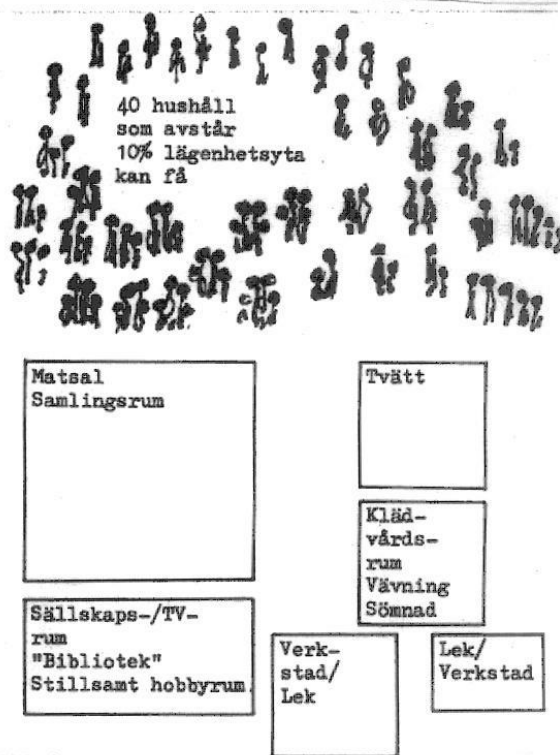 40 hushåll
som avstår
10% lägenhetsyta
kan få
Matsal
Samlingsrum
Tvätt
Kläd-
vårds-
rum
Vävning
Sömnad
Sällskaps-/TV-
rum
"Bibliotek"
Stillsamt hobbyrum
Verk-
stad/
Lek
Lek/
Verkstad